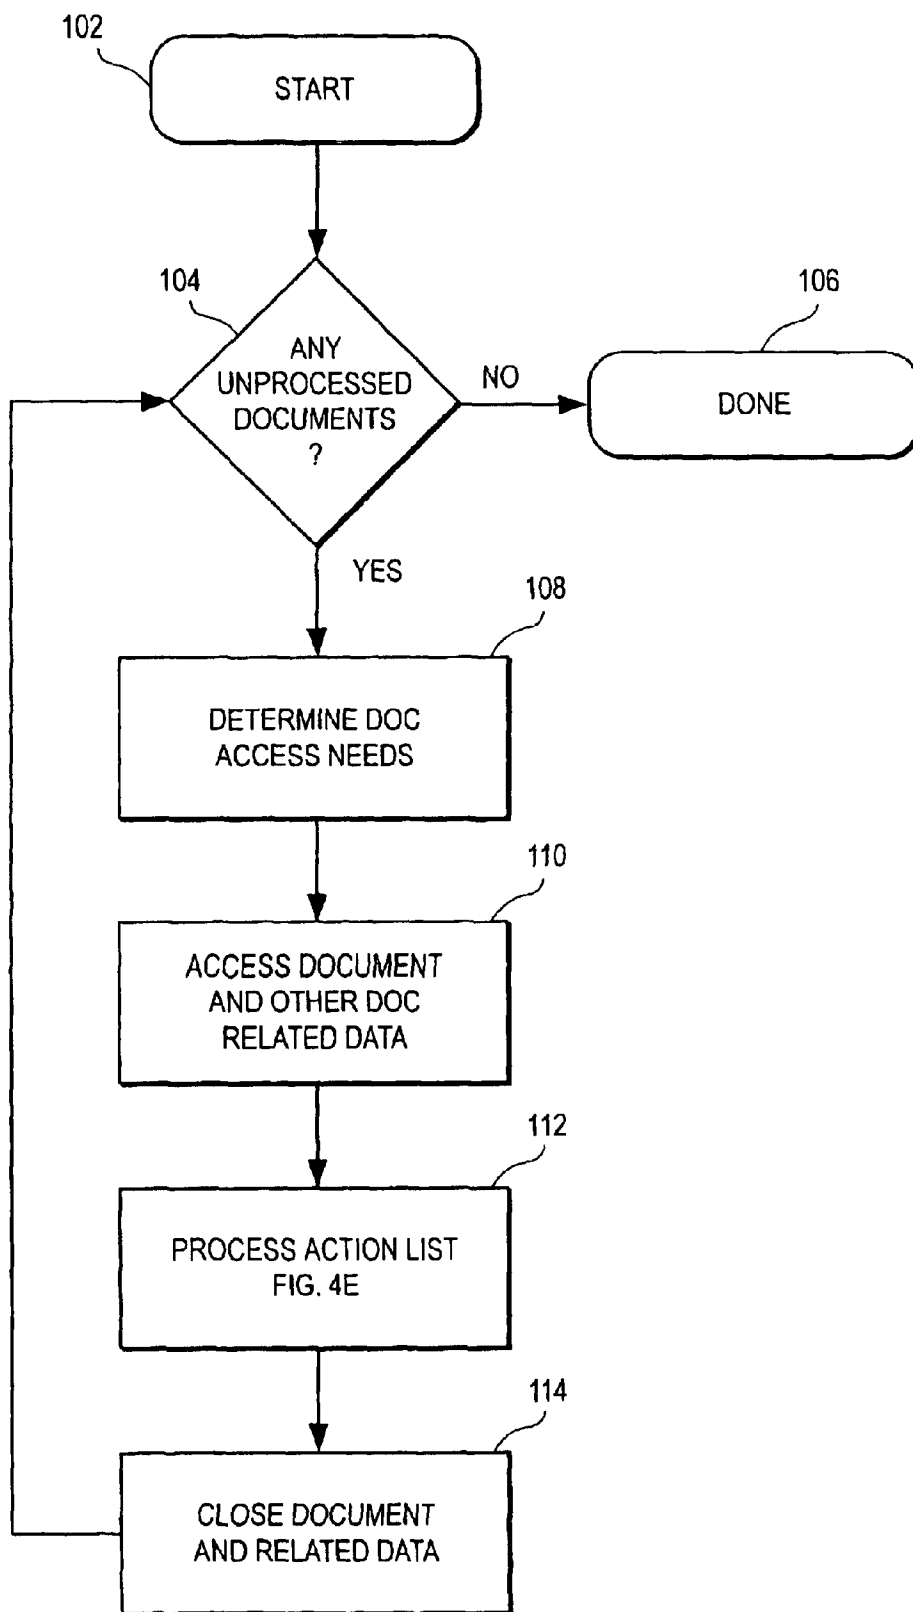 102
START
104
ANY
UNPROCESSED
DOCUMENTS
?
NO
106
DONE
YES
108
DETERMINE DOC
ACCESS NEEDS
110
ACCESS DOCUMENT
AND OTHER DOC
RELATED DATA
112
PROCESS ACTION LIST
FIG. 4E
114
CLOSE DOCUMENT
AND RELATED DATA